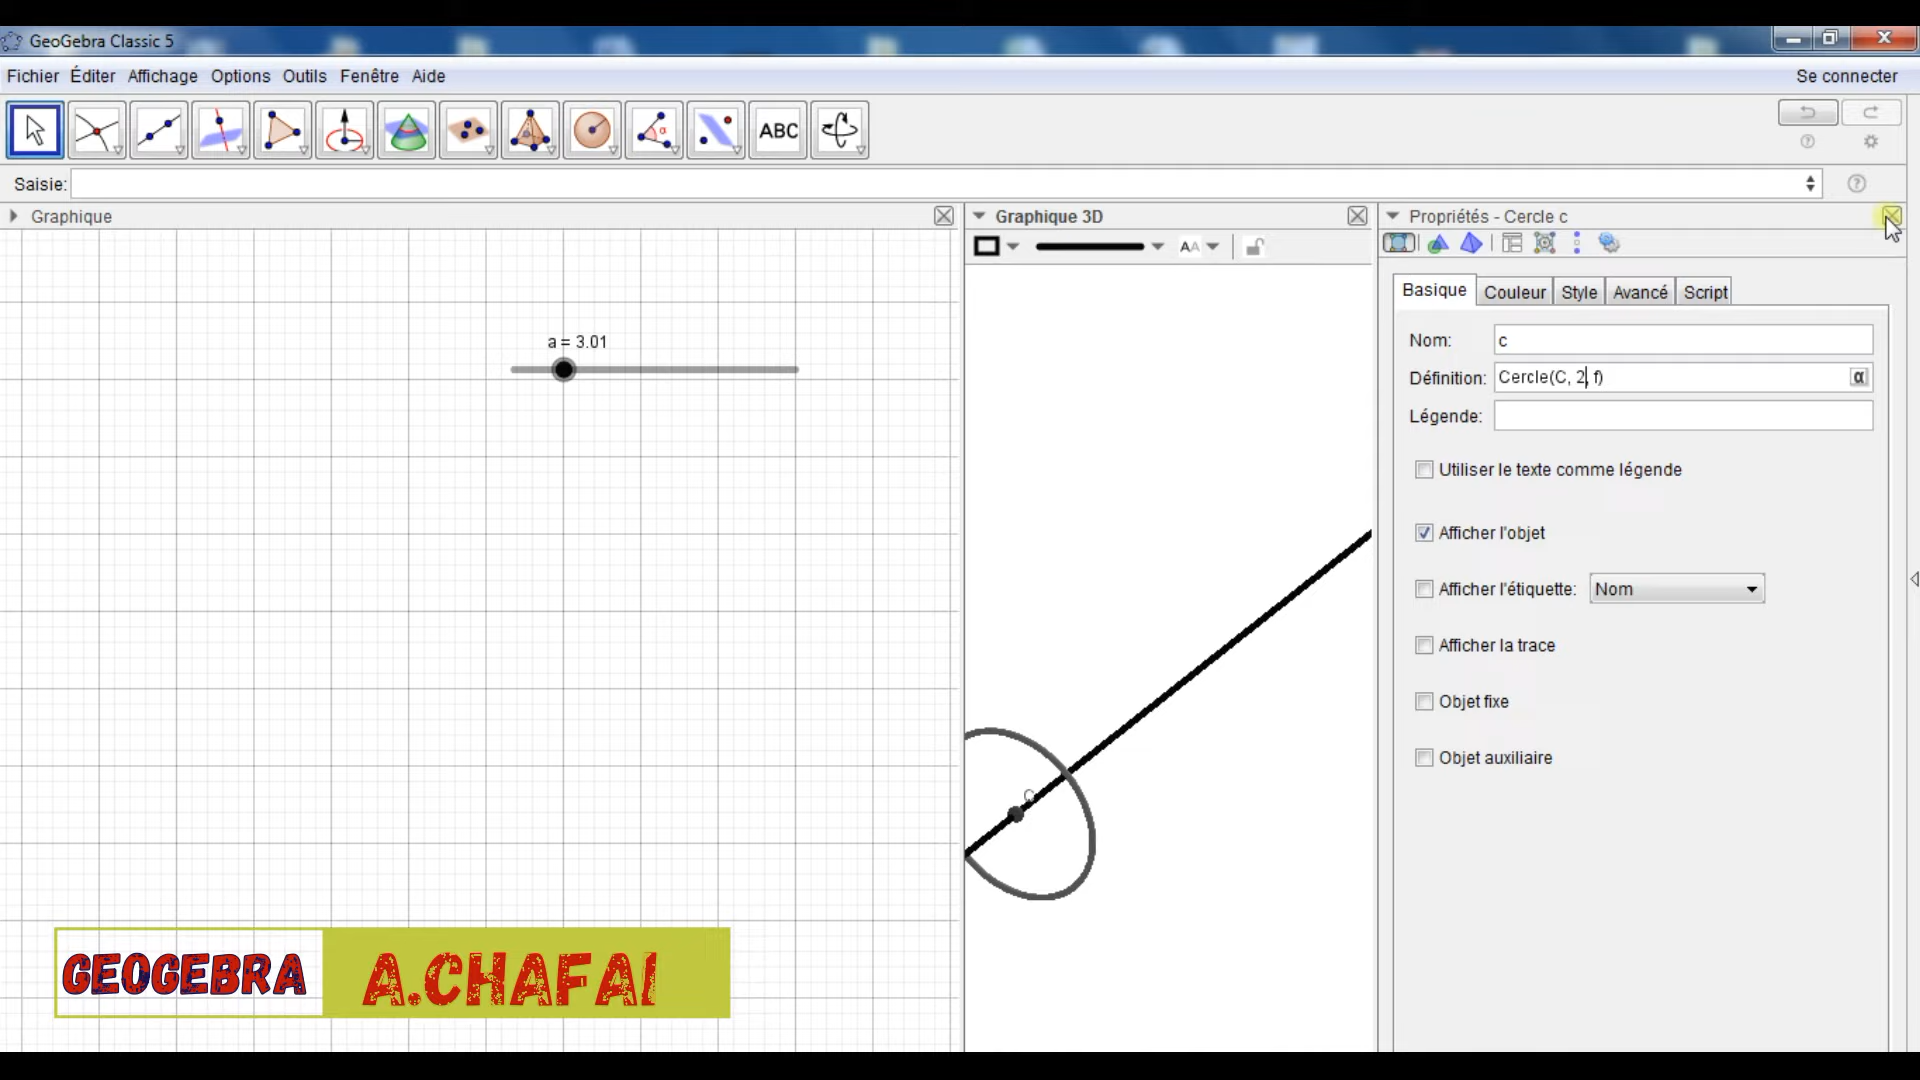 GeoGebra Classic 5
Fichier Éditer Affichage Options Outils Fenêtre Aide
Se connecter
ABC
Saisie:
Graphique
Graphique 3D
Propriétés - Cercle c
AA
Basique Couleur Style Avancé Script
a = 3.01
Nom: c
Définition: Cercle(C, 2, f)
α
Légende:
Utiliser le texte comme légende
Afficher l'objet
Afficher l'étiquette: Nom
Afficher la trace
Objet fixe
Objet auxiliaire
C
GEOGEBRA A.CHAFAI